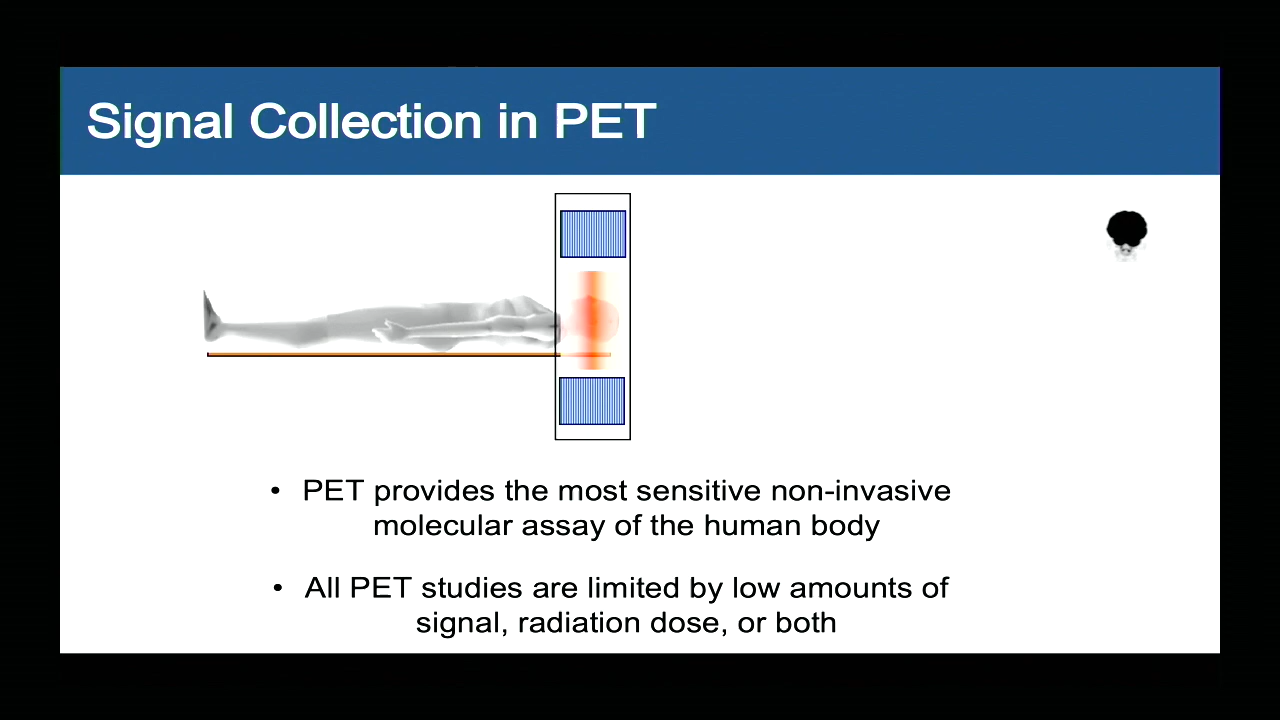 Signal Collection in PET
• PET provides the most sensitive non-invasive
molecular assay of the human body
• All PET studies are limited by low amounts of
signal, radiation dose, or both